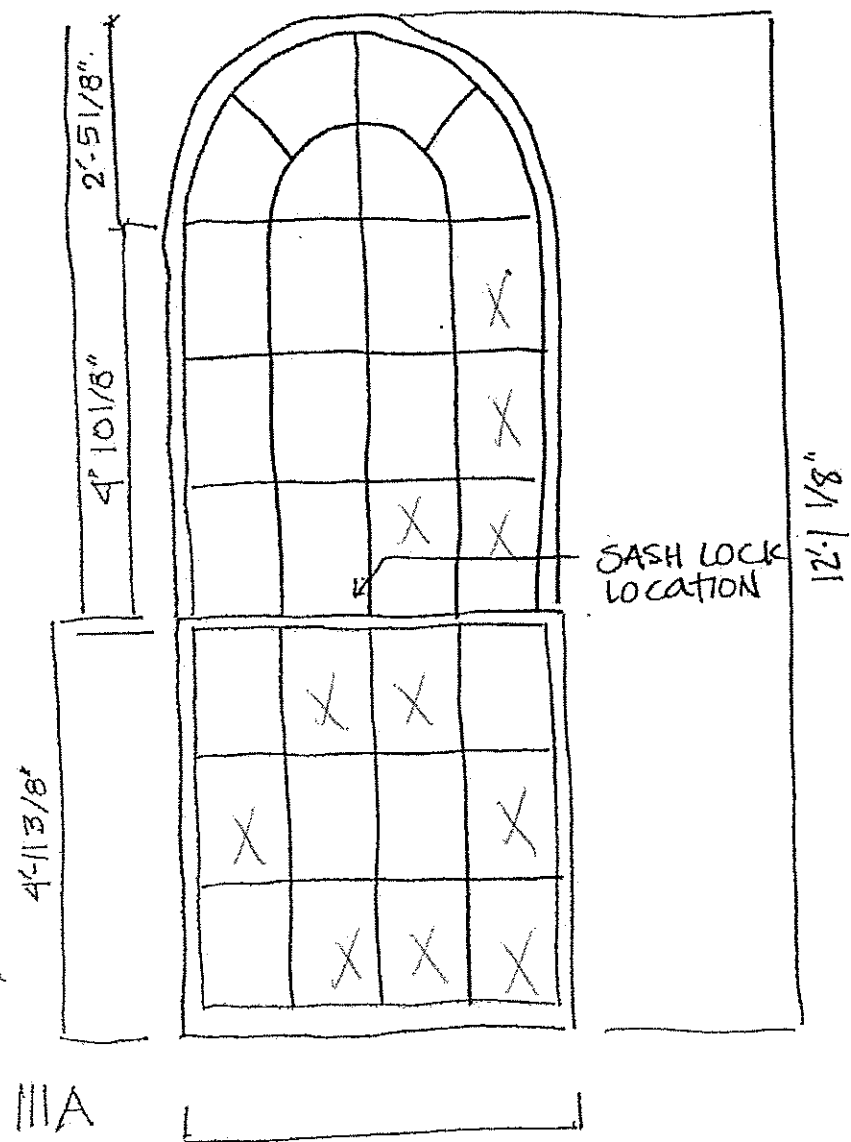 2'-5 1/8"
4" 10 1/8"
12'-1 1/8"
SASH LOCK
LOCATION
X
X
X X
X X
X X
X X X
4'-11 3/8"
IIIA